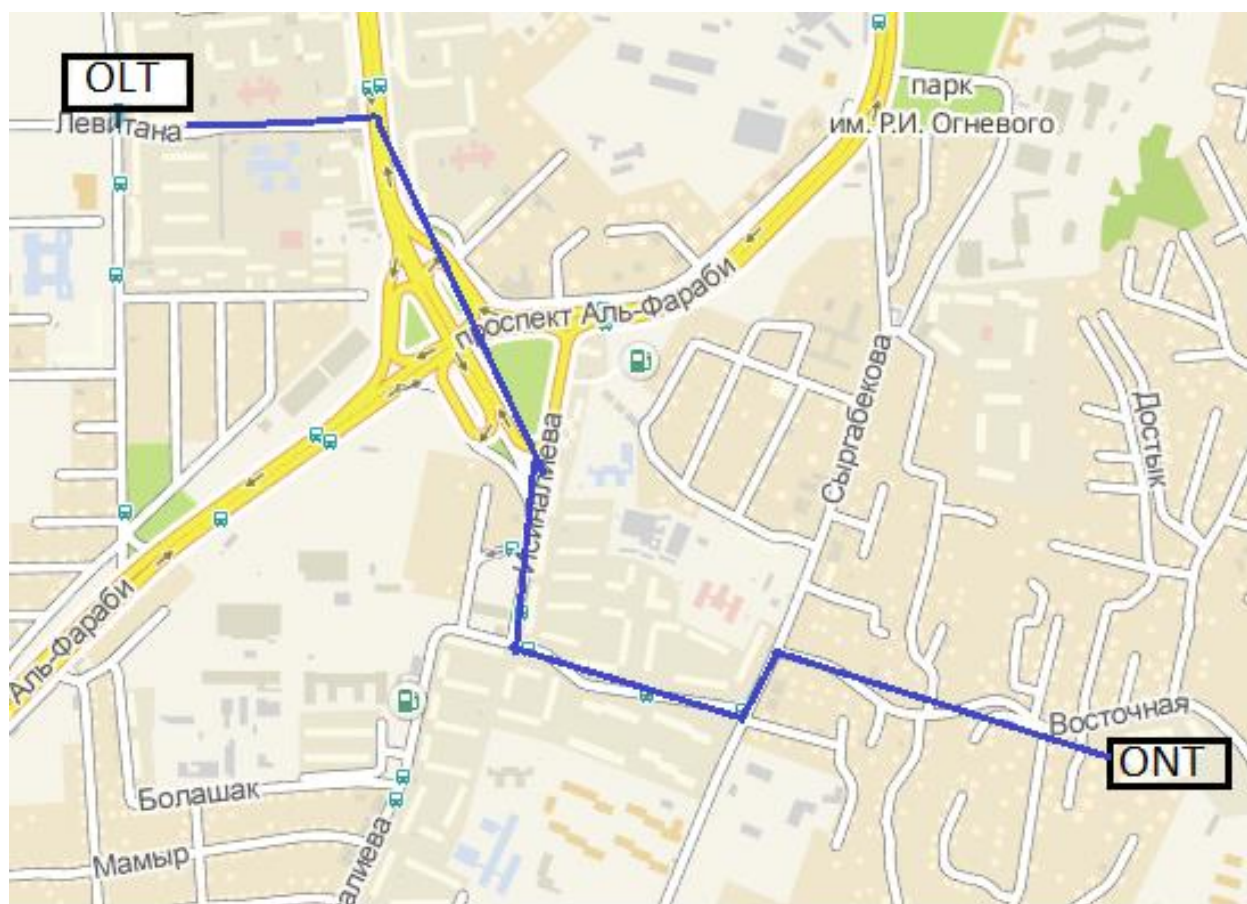 OLT
Левитана
парк
им. Р.И. Огневого
проспект Аль-Фараби
Сыргабекова
Достык
Исиналиева
Аль-Фараби
Восточная
ONT
Болашак
Мамыр
алиева